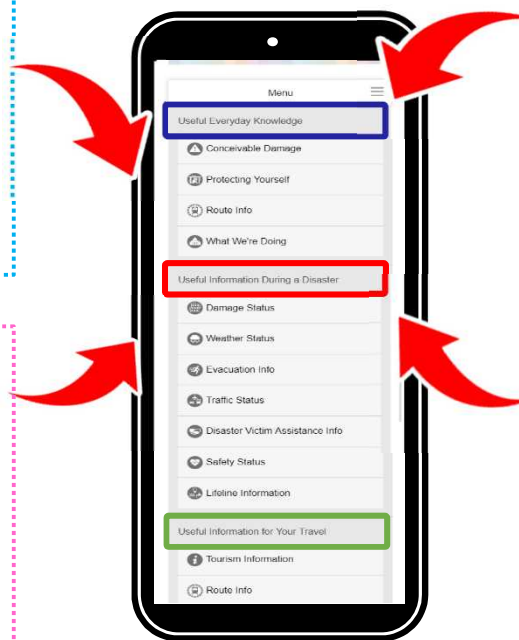 Menu
Useful Everyday Knowledge
Conceivable Damage
Protecting Yourself
Route Info
What We're Doing
Useful Information During a Disaster
Damage Status
Weather Status
Evacuation Info
Traffic Status
Disaster Victim Assistance Info
Safety Status
Lifeline Information
Useful Information for Your Travel
Tourism Information
Route Info